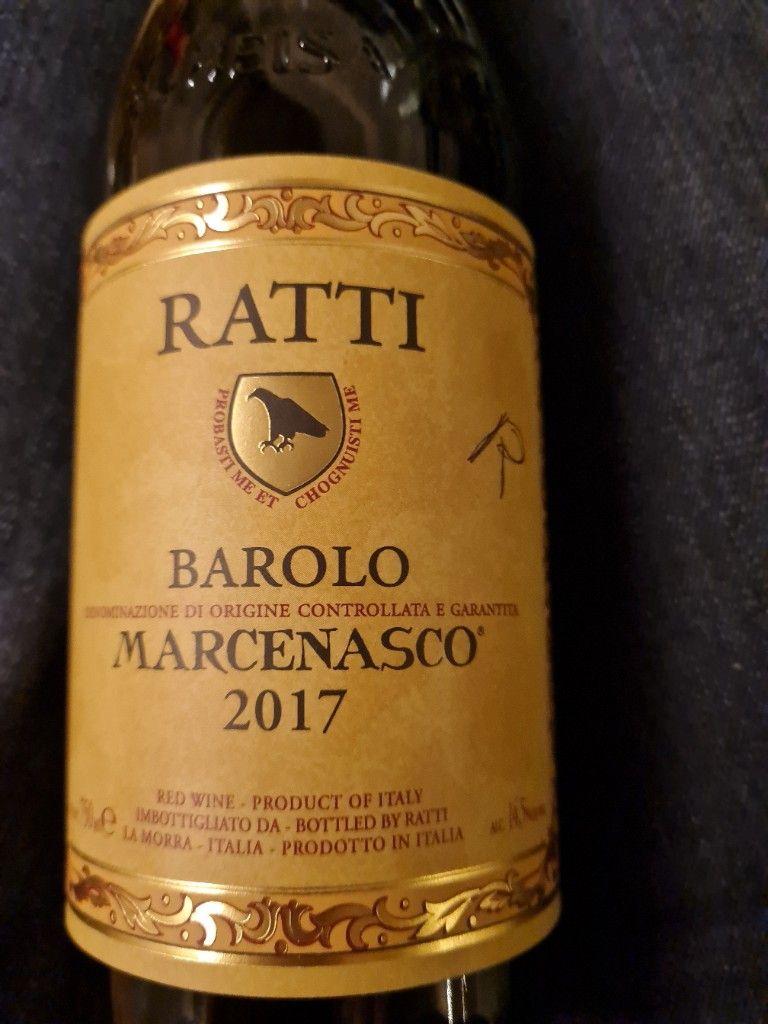 RATTI
PROBASTI ME ET CHOGNUISTI ME
BAROLO
DENOMINAZIONE DI ORIGINE CONTROLLATA E GARANTITA
MARCENASCO®
2017
RED WINE - PRODUCT OF ITALY
IMBOTTIGLIATO DA - BOTTLED BY RATTI
LA MORRA - ITALIA - PRODOTTO IN ITALIA
ALC.